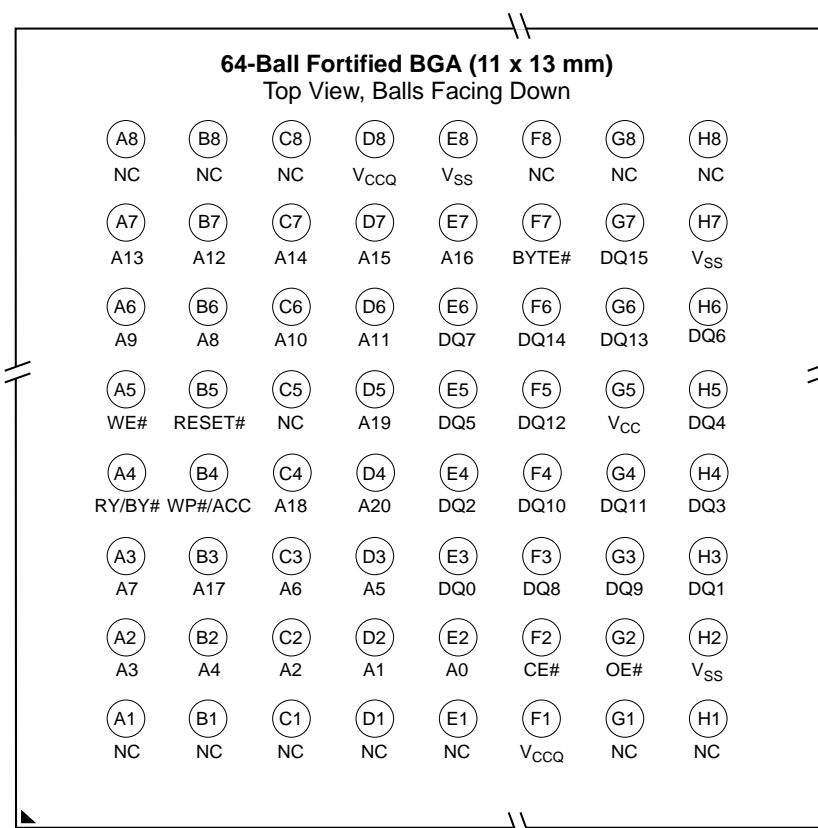 64-Ball Fortified BGA (11 x 13 mm)
Top View, Balls Facing Down
A8 B8 C8 D8 E8 F8 G8 H8
NC NC NC VCCQ VSS NC NC NC
A7 B7 C7 D7 E7 F7 G7 H7
A13 A12 A14 A15 A16 BYTE# DQ15 VSS
A6 B6 C6 D6 E6 F6 G6 H6
A9 A8 A10 A11 DQ7 DQ14 DQ13 DQ6
A5 B5 C5 D5 E5 F5 G5 H5
WE# RESET# NC A19 DQ5 DQ12 VCC DQ4
A4 B4 C4 D4 E4 F4 G4 H4
RY/BY# WP#/ACC A18 A20 DQ2 DQ10 DQ11 DQ3
A3 B3 C3 D3 E3 F3 G3 H3
A7 A17 A6 A5 DQ0 DQ8 DQ9 DQ1
A2 B2 C2 D2 E2 F2 G2 H2
A3 A4 A2 A1 A0 CE# OE# VSS
A1 B1 C1 D1 E1 F1 G1 H1
NC NC NC NC NC VCCQ NC NC